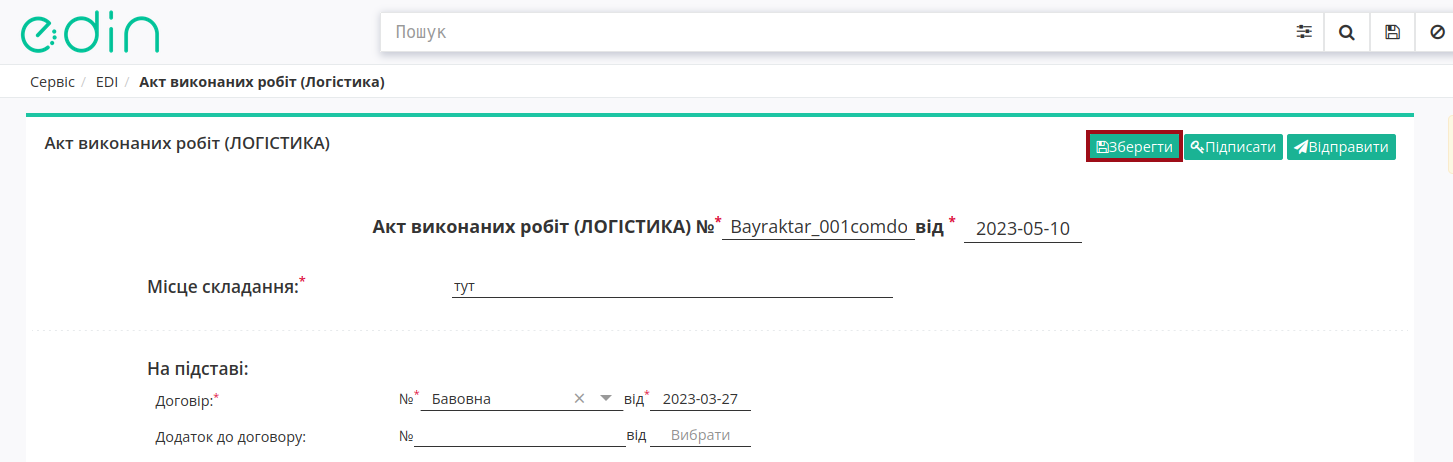 edin
Пошук
Сервіс / EDI / Акт виконаних робіт (Логістика)
Акт виконаних робіт (ЛОГІСТИКА) Зберегти Підписати Відправити
Акт виконаних робіт (ЛОГІСТИКА) №* Bayraktar_001comdo від * 2023-05-10
Місце складання:* тут
На підставі:
Договір:* №* Бавовна від* 2023-03-27
Додаток до договору: № від Вибрати